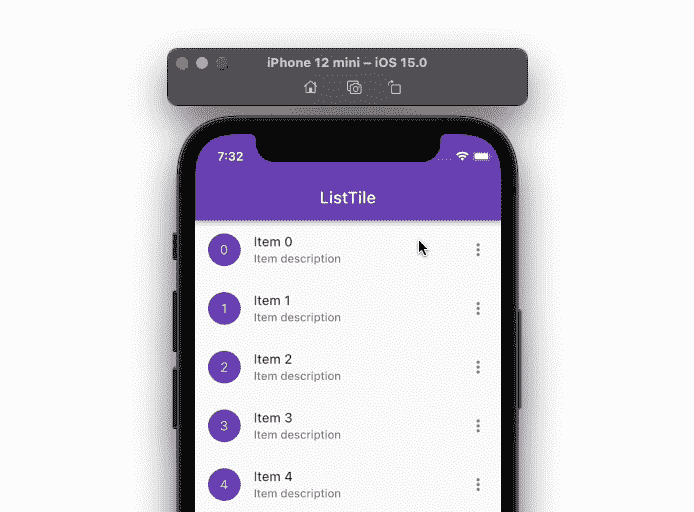 iPhone 12 mini – iOS 15.0
7:32
ListTile
0
Item 0
Item description
1
Item 1
Item description
2
Item 2
Item description
3
Item 3
Item description
4
Item 4
Item description